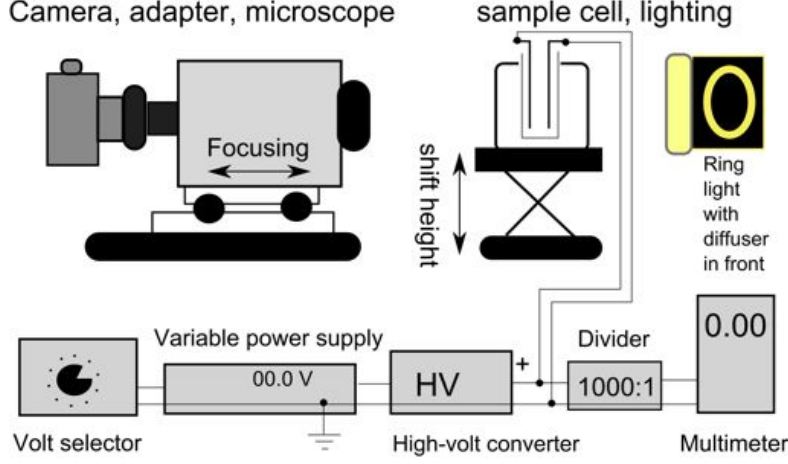 Camera, adapter, microscope
sample cell, lighting
Focusing
shift height
Ring
light
with
diffuser
in front
Variable power supply
Divider
0.00
00.0 V
HV
+
1000:1
Volt selector
High-volt converter
Multimeter